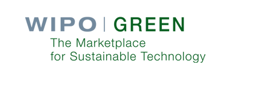 WIPO | GREEN
The Marketplace
for Sustainable Technology